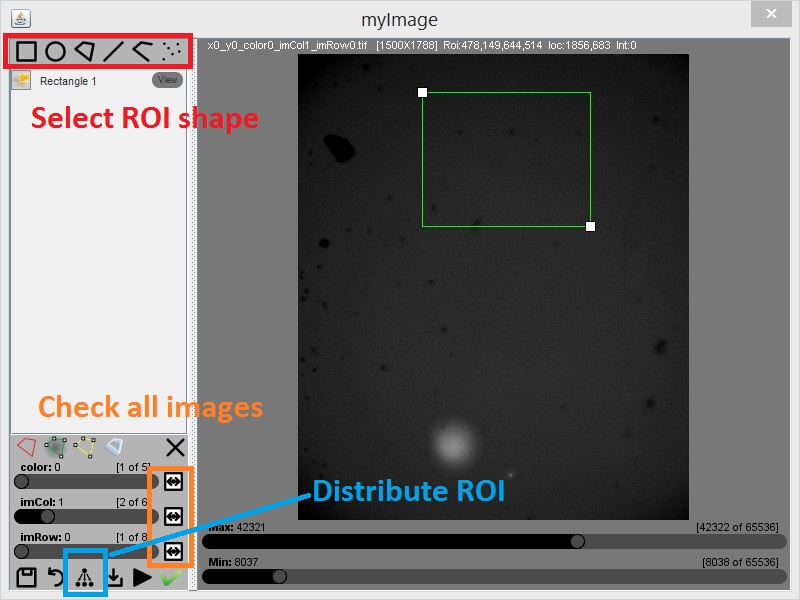 myImage
x0_y0_color0_imCol1_imRow0.tif [1500X1788] Roi:478,149,644,514 loc:1856,683 Int:0
Rectangle 1 View
Select ROI shape
Check all images
color: 0 [1 of 5]
imCol: 1 [2 of 6
imRow: 0 [1 of 8
Distribute ROI
Max: 42321 [42322 of 65536]
Min: 8037 [8038 of 65536]